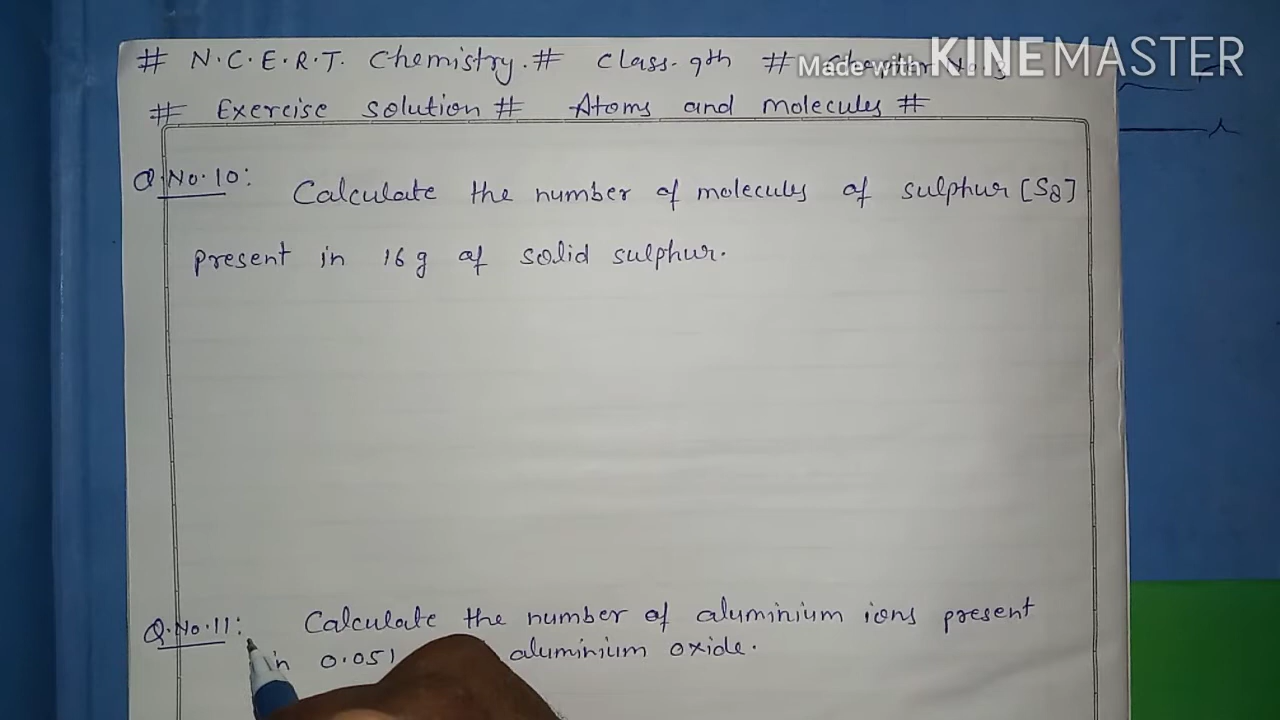 # N.C.E.R.T. Chemistry. # Class. 9th #
Made with KINEMASTER
# Exercise solution # Atoms and molecules #
Q.No.10: Calculate the number of molecules of sulphur [S8]
present in 16g of solid sulphur.
Q.No.11: Calculate the number of aluminium ions present
in 0.051 aluminium oxide.